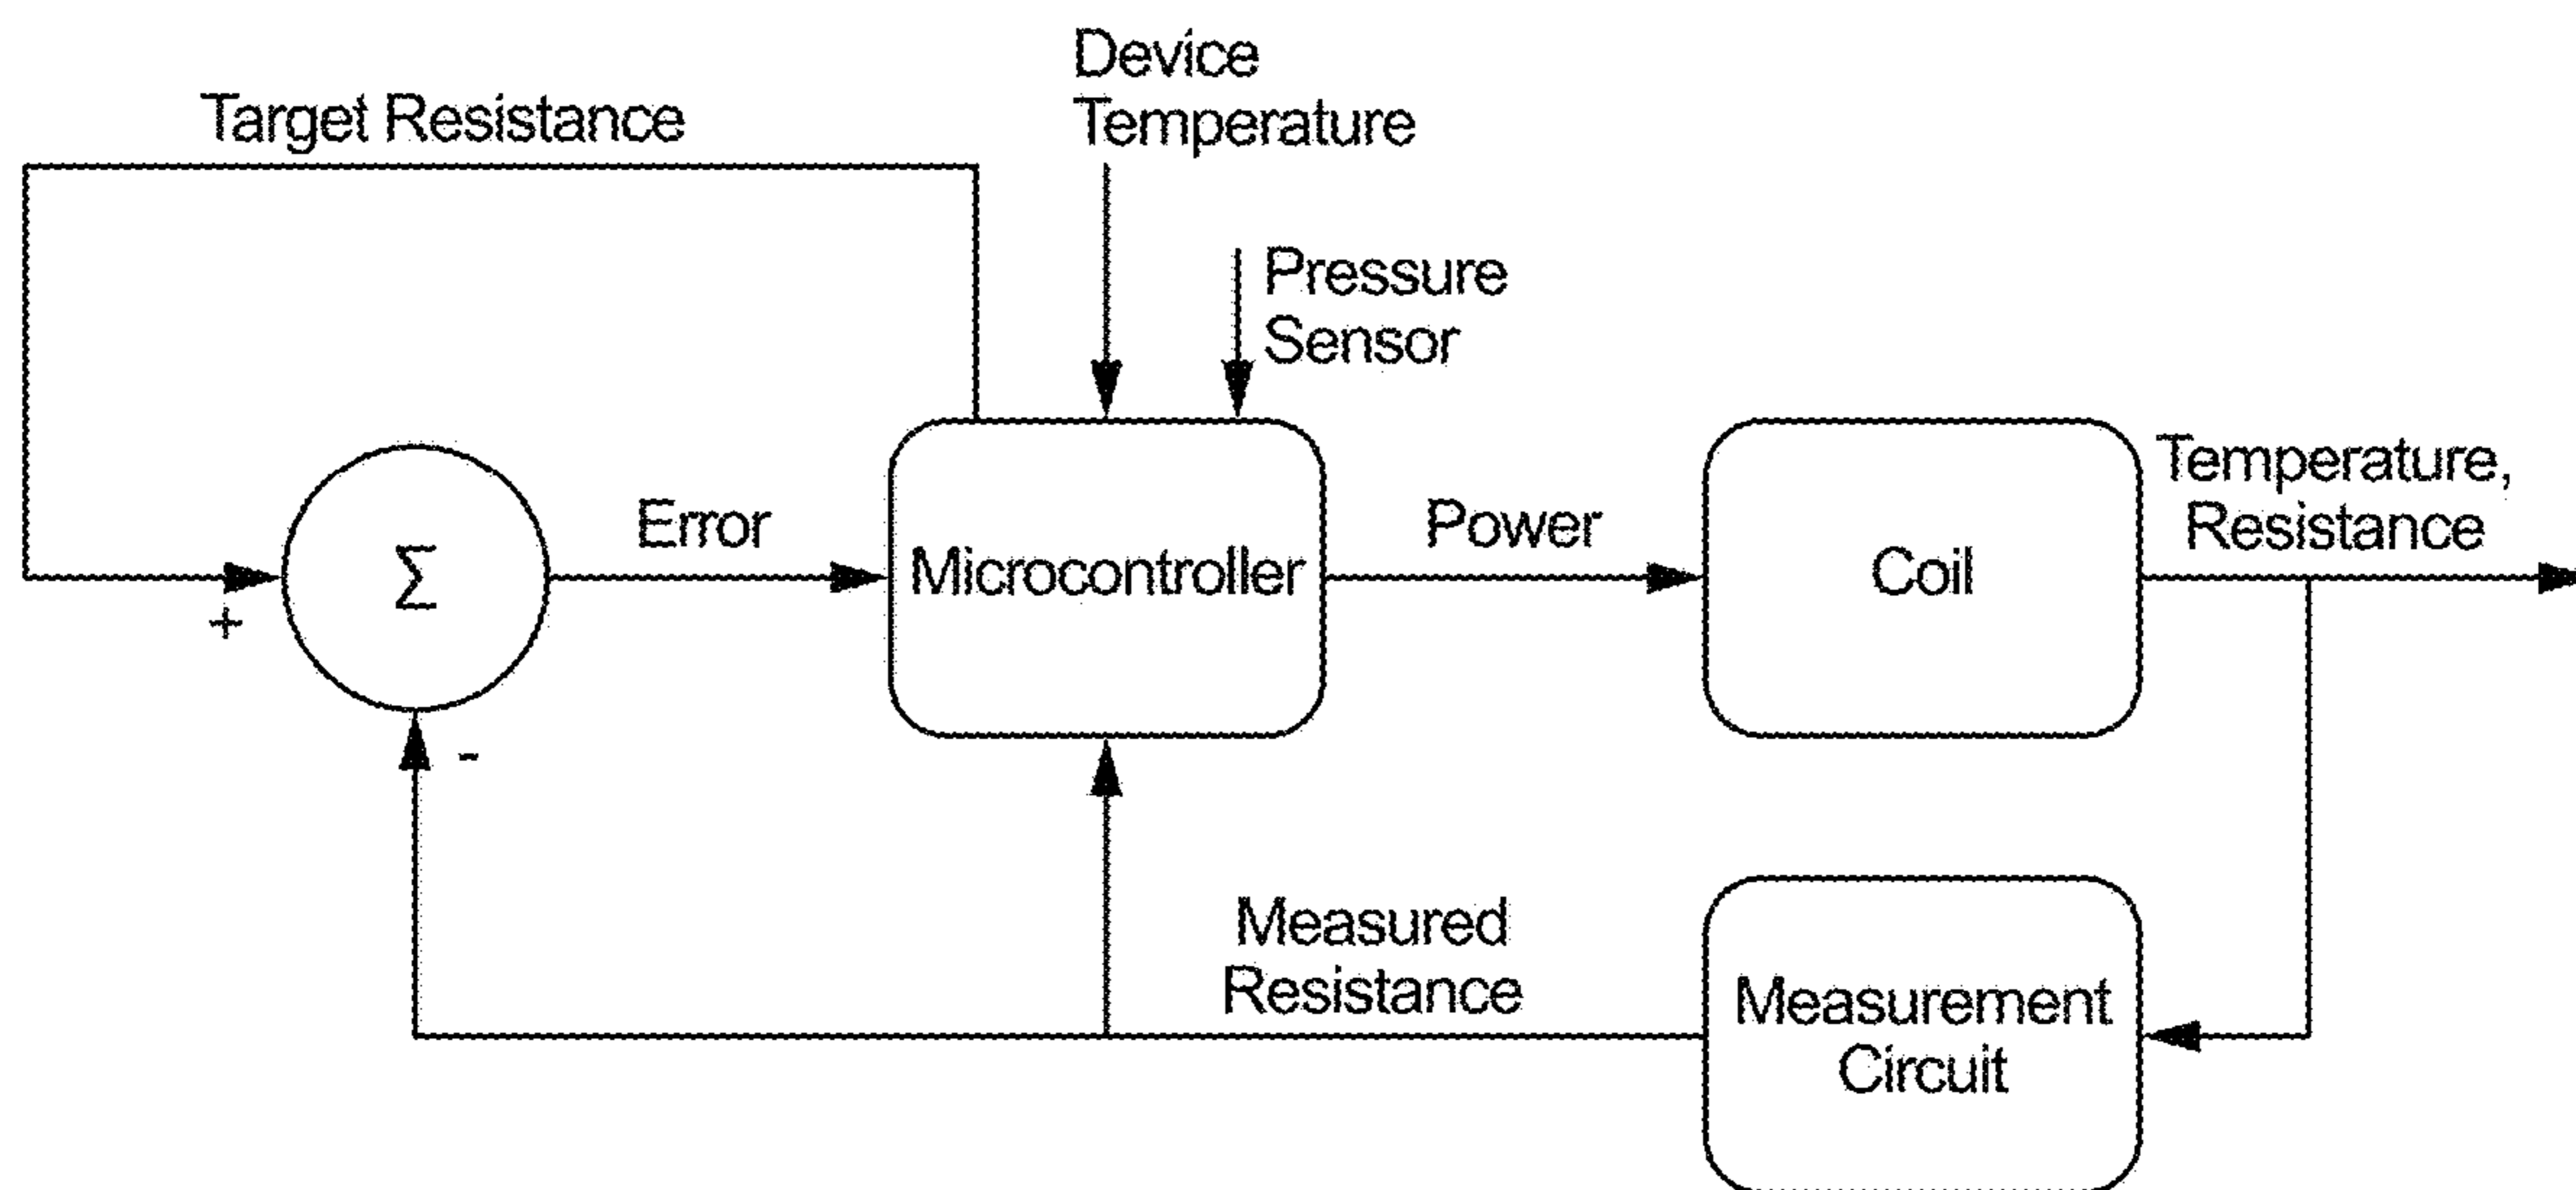 Device
Temperature
Target Resistance
Pressure
Sensor
Temperature,
Resistance
Error
Power
Σ
Microcontroller
Coil
+
-
Measured
Resistance
Measurement
Circuit